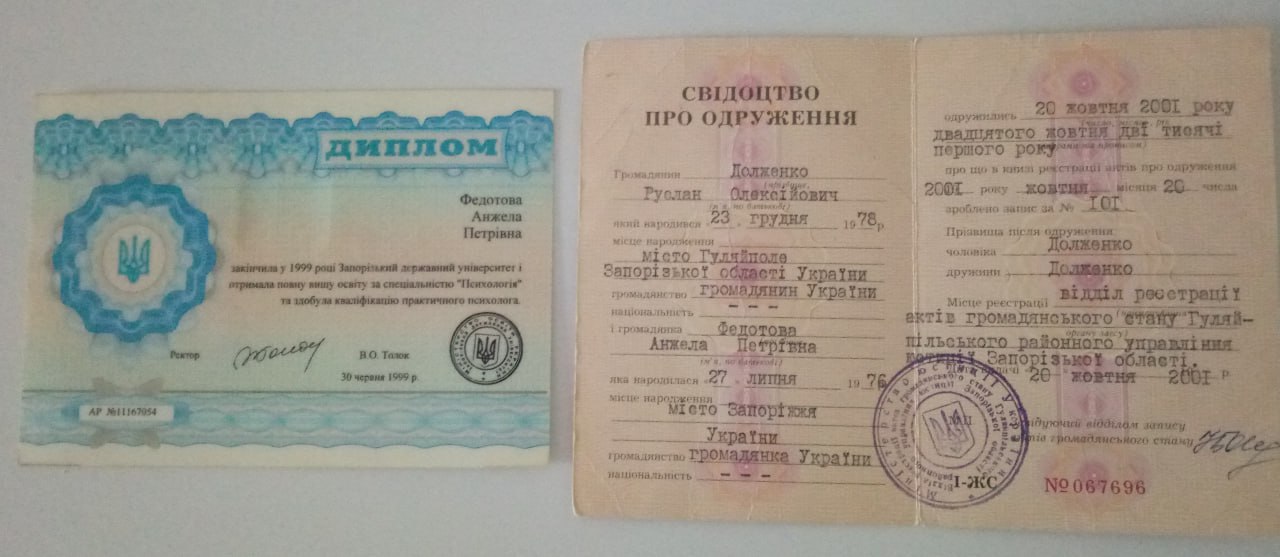 ДИПЛОМ
Федотова
Анжела
Петрівна
закінчила у 1999 році Запорізький державний університет і
отримала повну вищу освіту за спеціальністю "Психологія"
та здобула кваліфікацію практичного психолога.
Ректор
В.О. Толок
30 червня 1999 р.
АР №11167054
СВІДОЦТВО
ПРО ОДРУЖЕННЯ
Громадянин Долженко
Руслан Олексійович
який народився "23" грудня 1978 р.
місце народження
місто Гуляйполе
Запорізької області України
громадянство громадянин України
національність - - -
і громадянка Федотова
Анжела Петрівна
яка народилася "27" липня 1976
місце народження
місто Запоріжжя
України
громадянство громадянка України
національність - - -
одружились 20 жовтня 2001 року
двадцятого жовтня дві тисячі
першого року
про що в книзі реєстрації актів про одруження
2001 року жовтня місяця 20 числа
зроблено запис за № 101
Прізвища після одруження
чоловіка Долженко
дружини Долженко
Місце реєстрації відділ реєстрації
актів громадянського стану Гуляй-
пільського районного управління
юстиції Запорізької області.
20 жовтня 2001 р
відділом запису
громадянського стану
I-ЖС
№ 067696